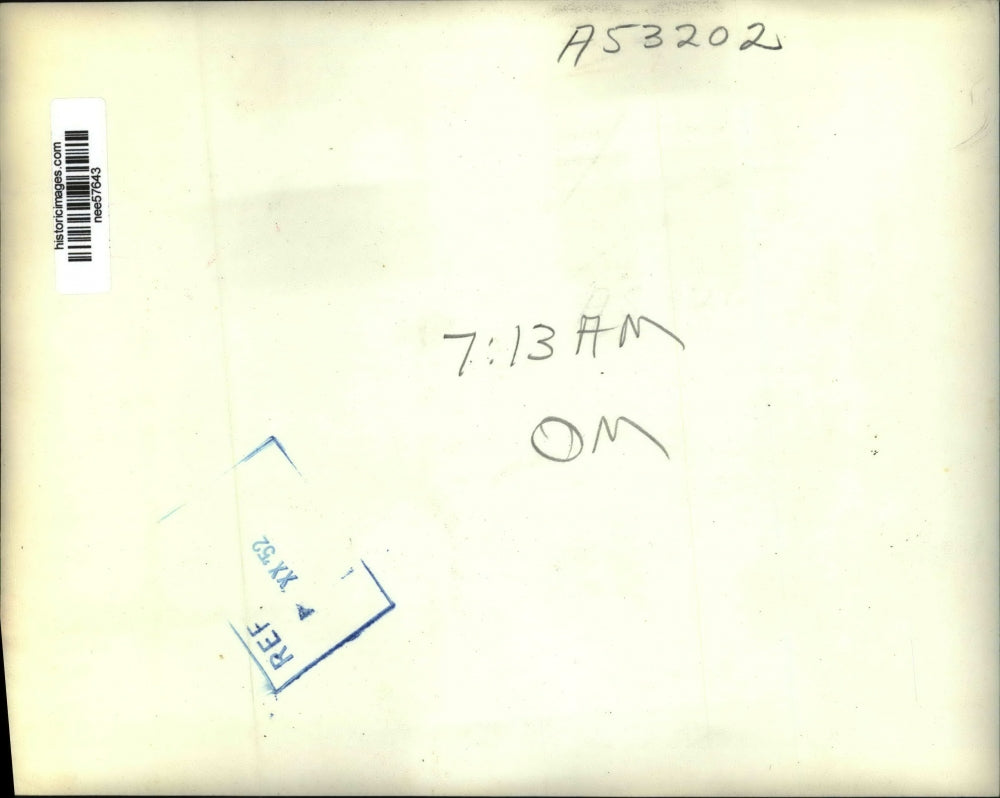 A53202
historicimages.com
nee57643
7:13 AM
OM
REF
XX '52